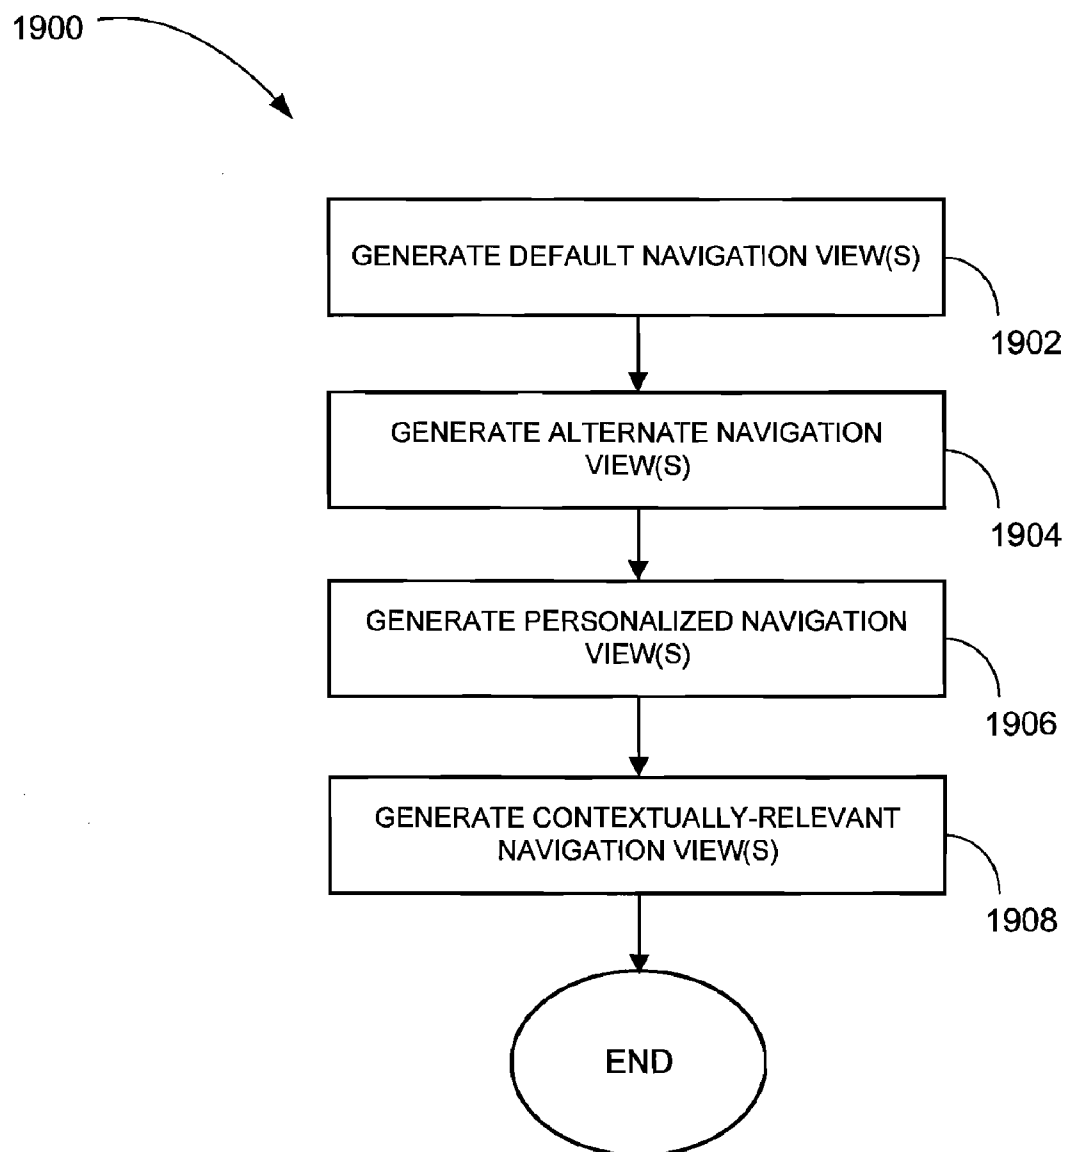 1900
GENERATE DEFAULT NAVIGATION VIEW(S)
1902
GENERATE ALTERNATE NAVIGATION
VIEW(S)
1904
GENERATE PERSONALIZED NAVIGATION
VIEW(S)
1906
GENERATE CONTEXTUALLY-RELEVANT
NAVIGATION VIEW(S)
1908
END